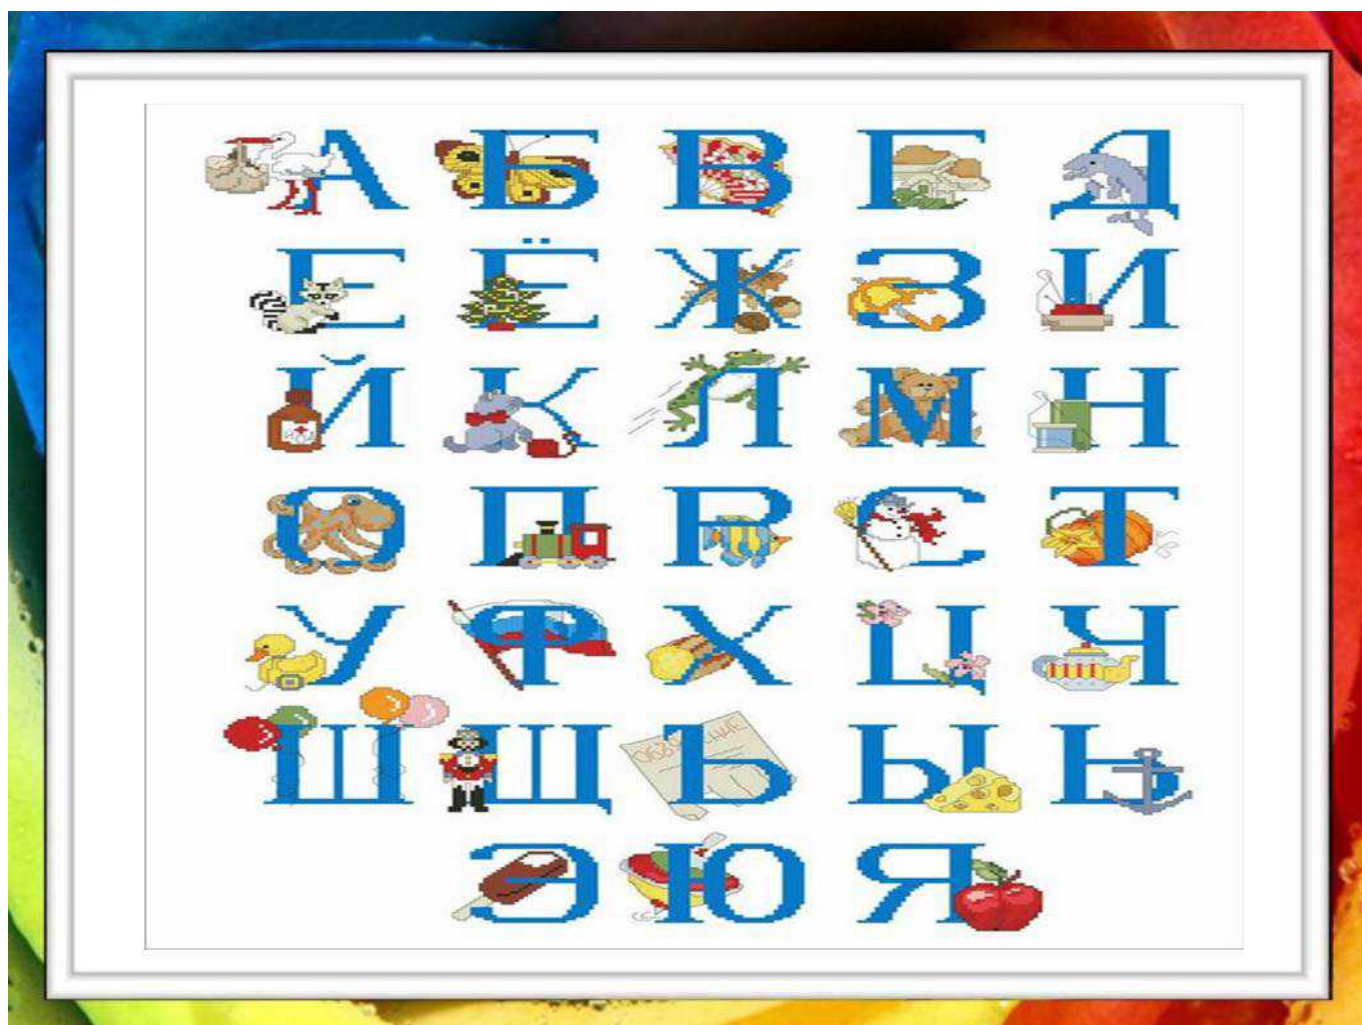 А Б В Г Д
Е Ё Ж З И
Й К Л М Н
О П Р С Т
У Ф Х Ц Ч
Ш Щ Ъ Ы Ь
Э Ю Я